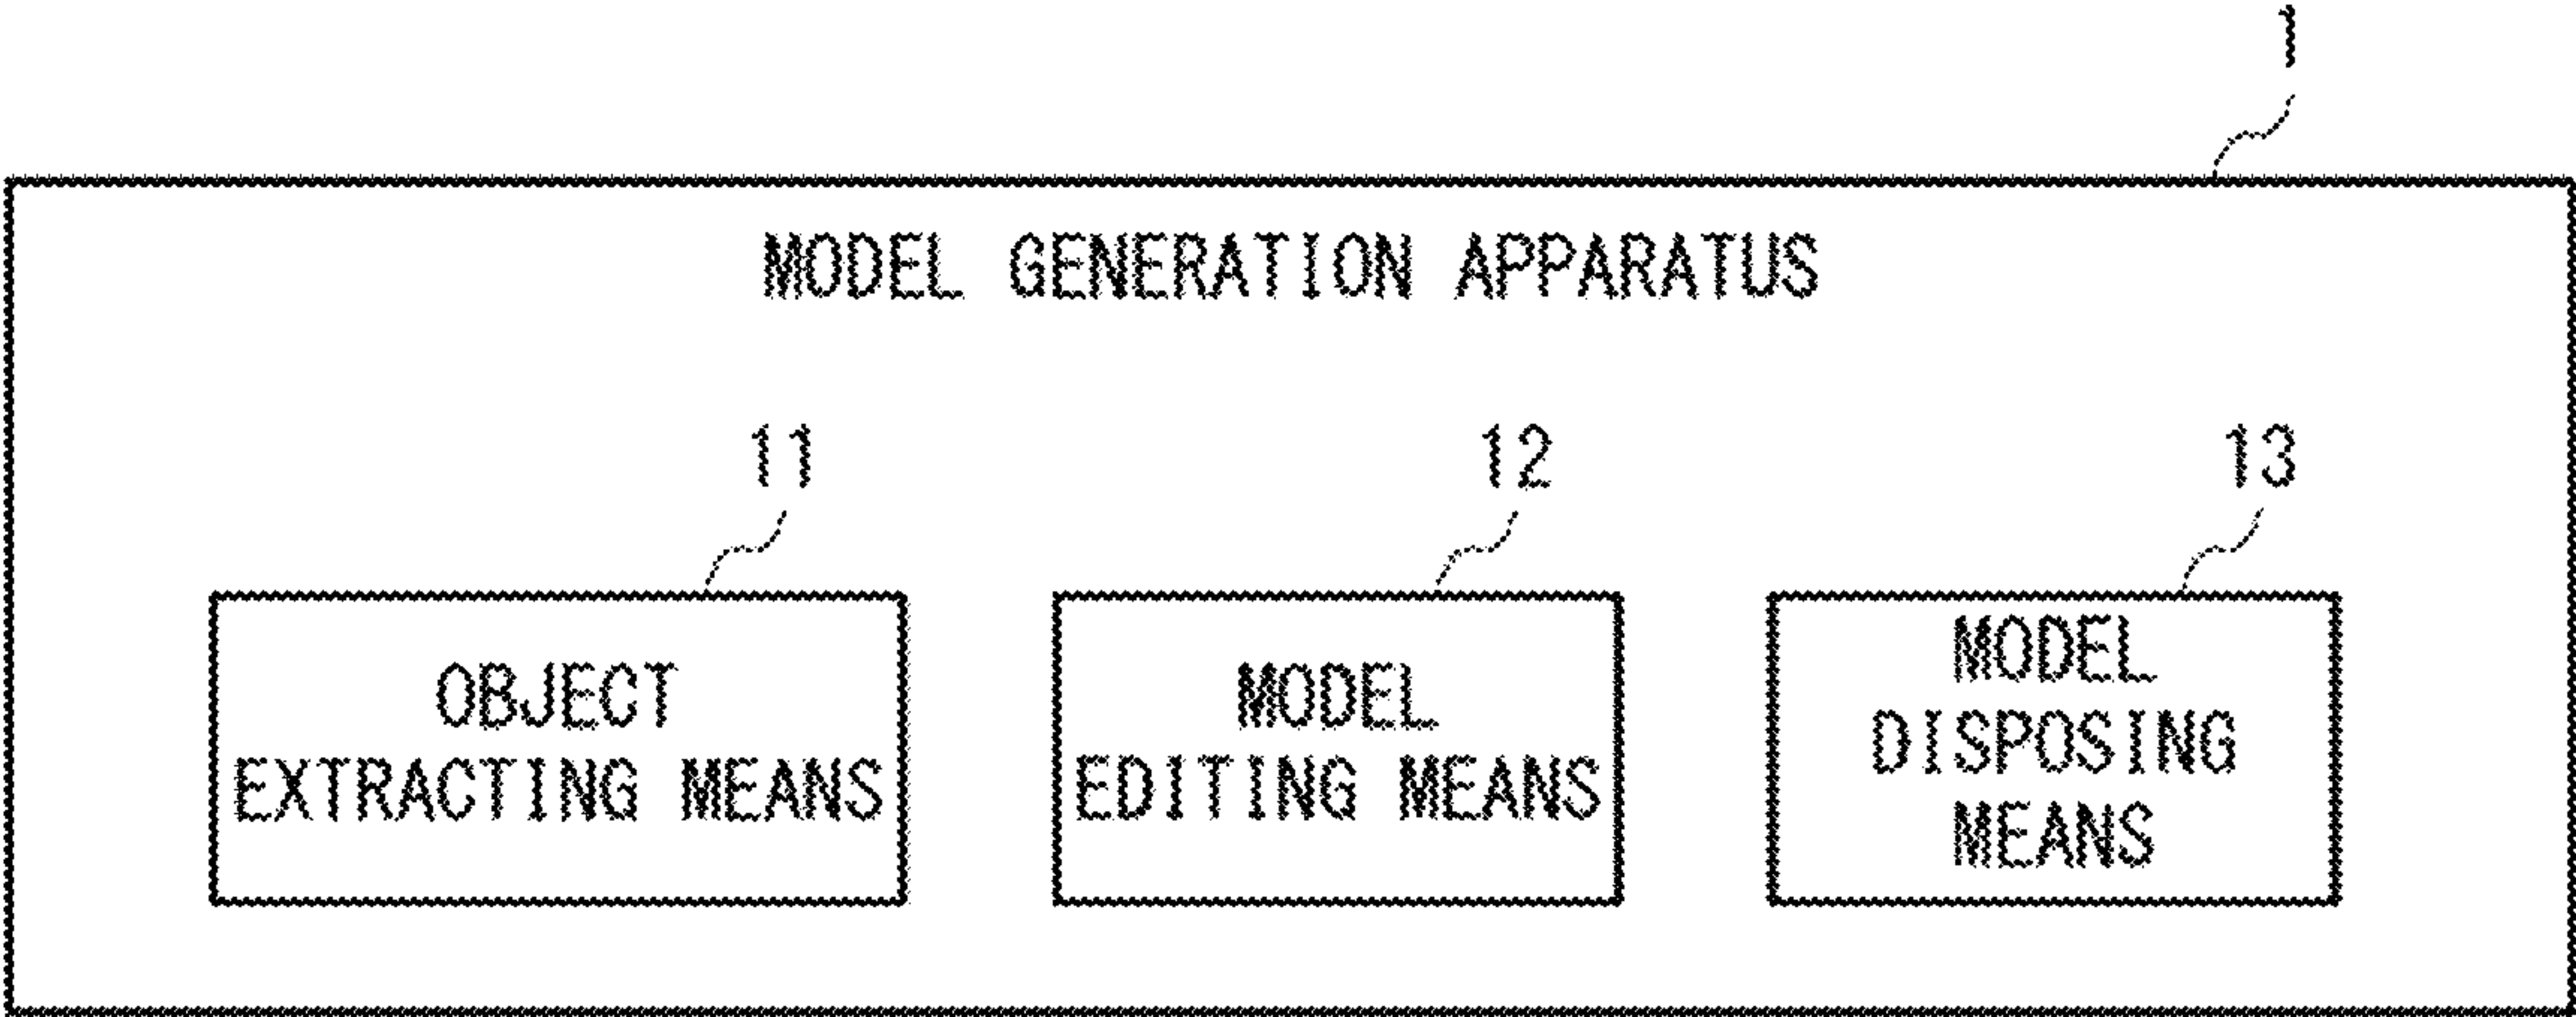 1
MODEL GENERATION APPARATUS
11
12
13
OBJECT
EXTRACTING MEANS
MODEL
EDITING MEANS
MODEL
DISPOSING
MEANS